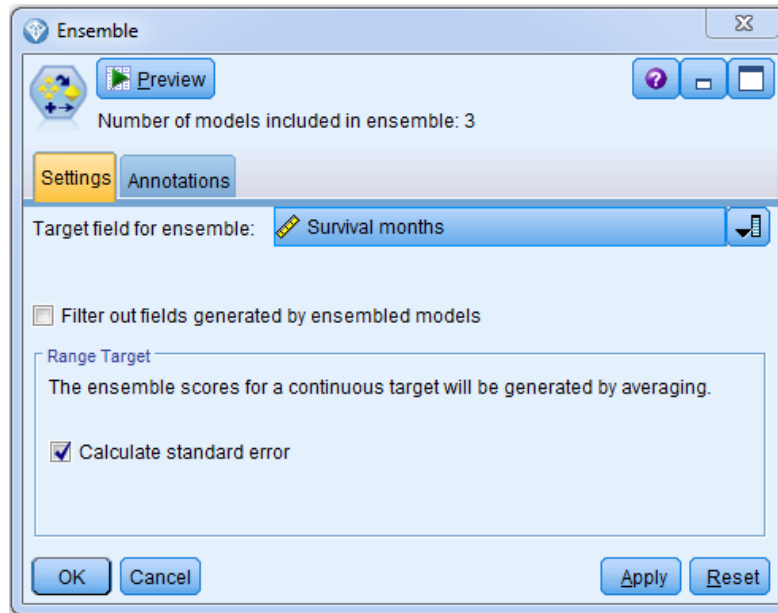 Ensemble
Preview
Number of models included in ensemble: 3
Settings Annotations
Target field for ensemble: Survival months
Filter out fields generated by ensembled models
Range Target
The ensemble scores for a continuous target will be generated by averaging.
Calculate standard error
OK Cancel Apply Reset